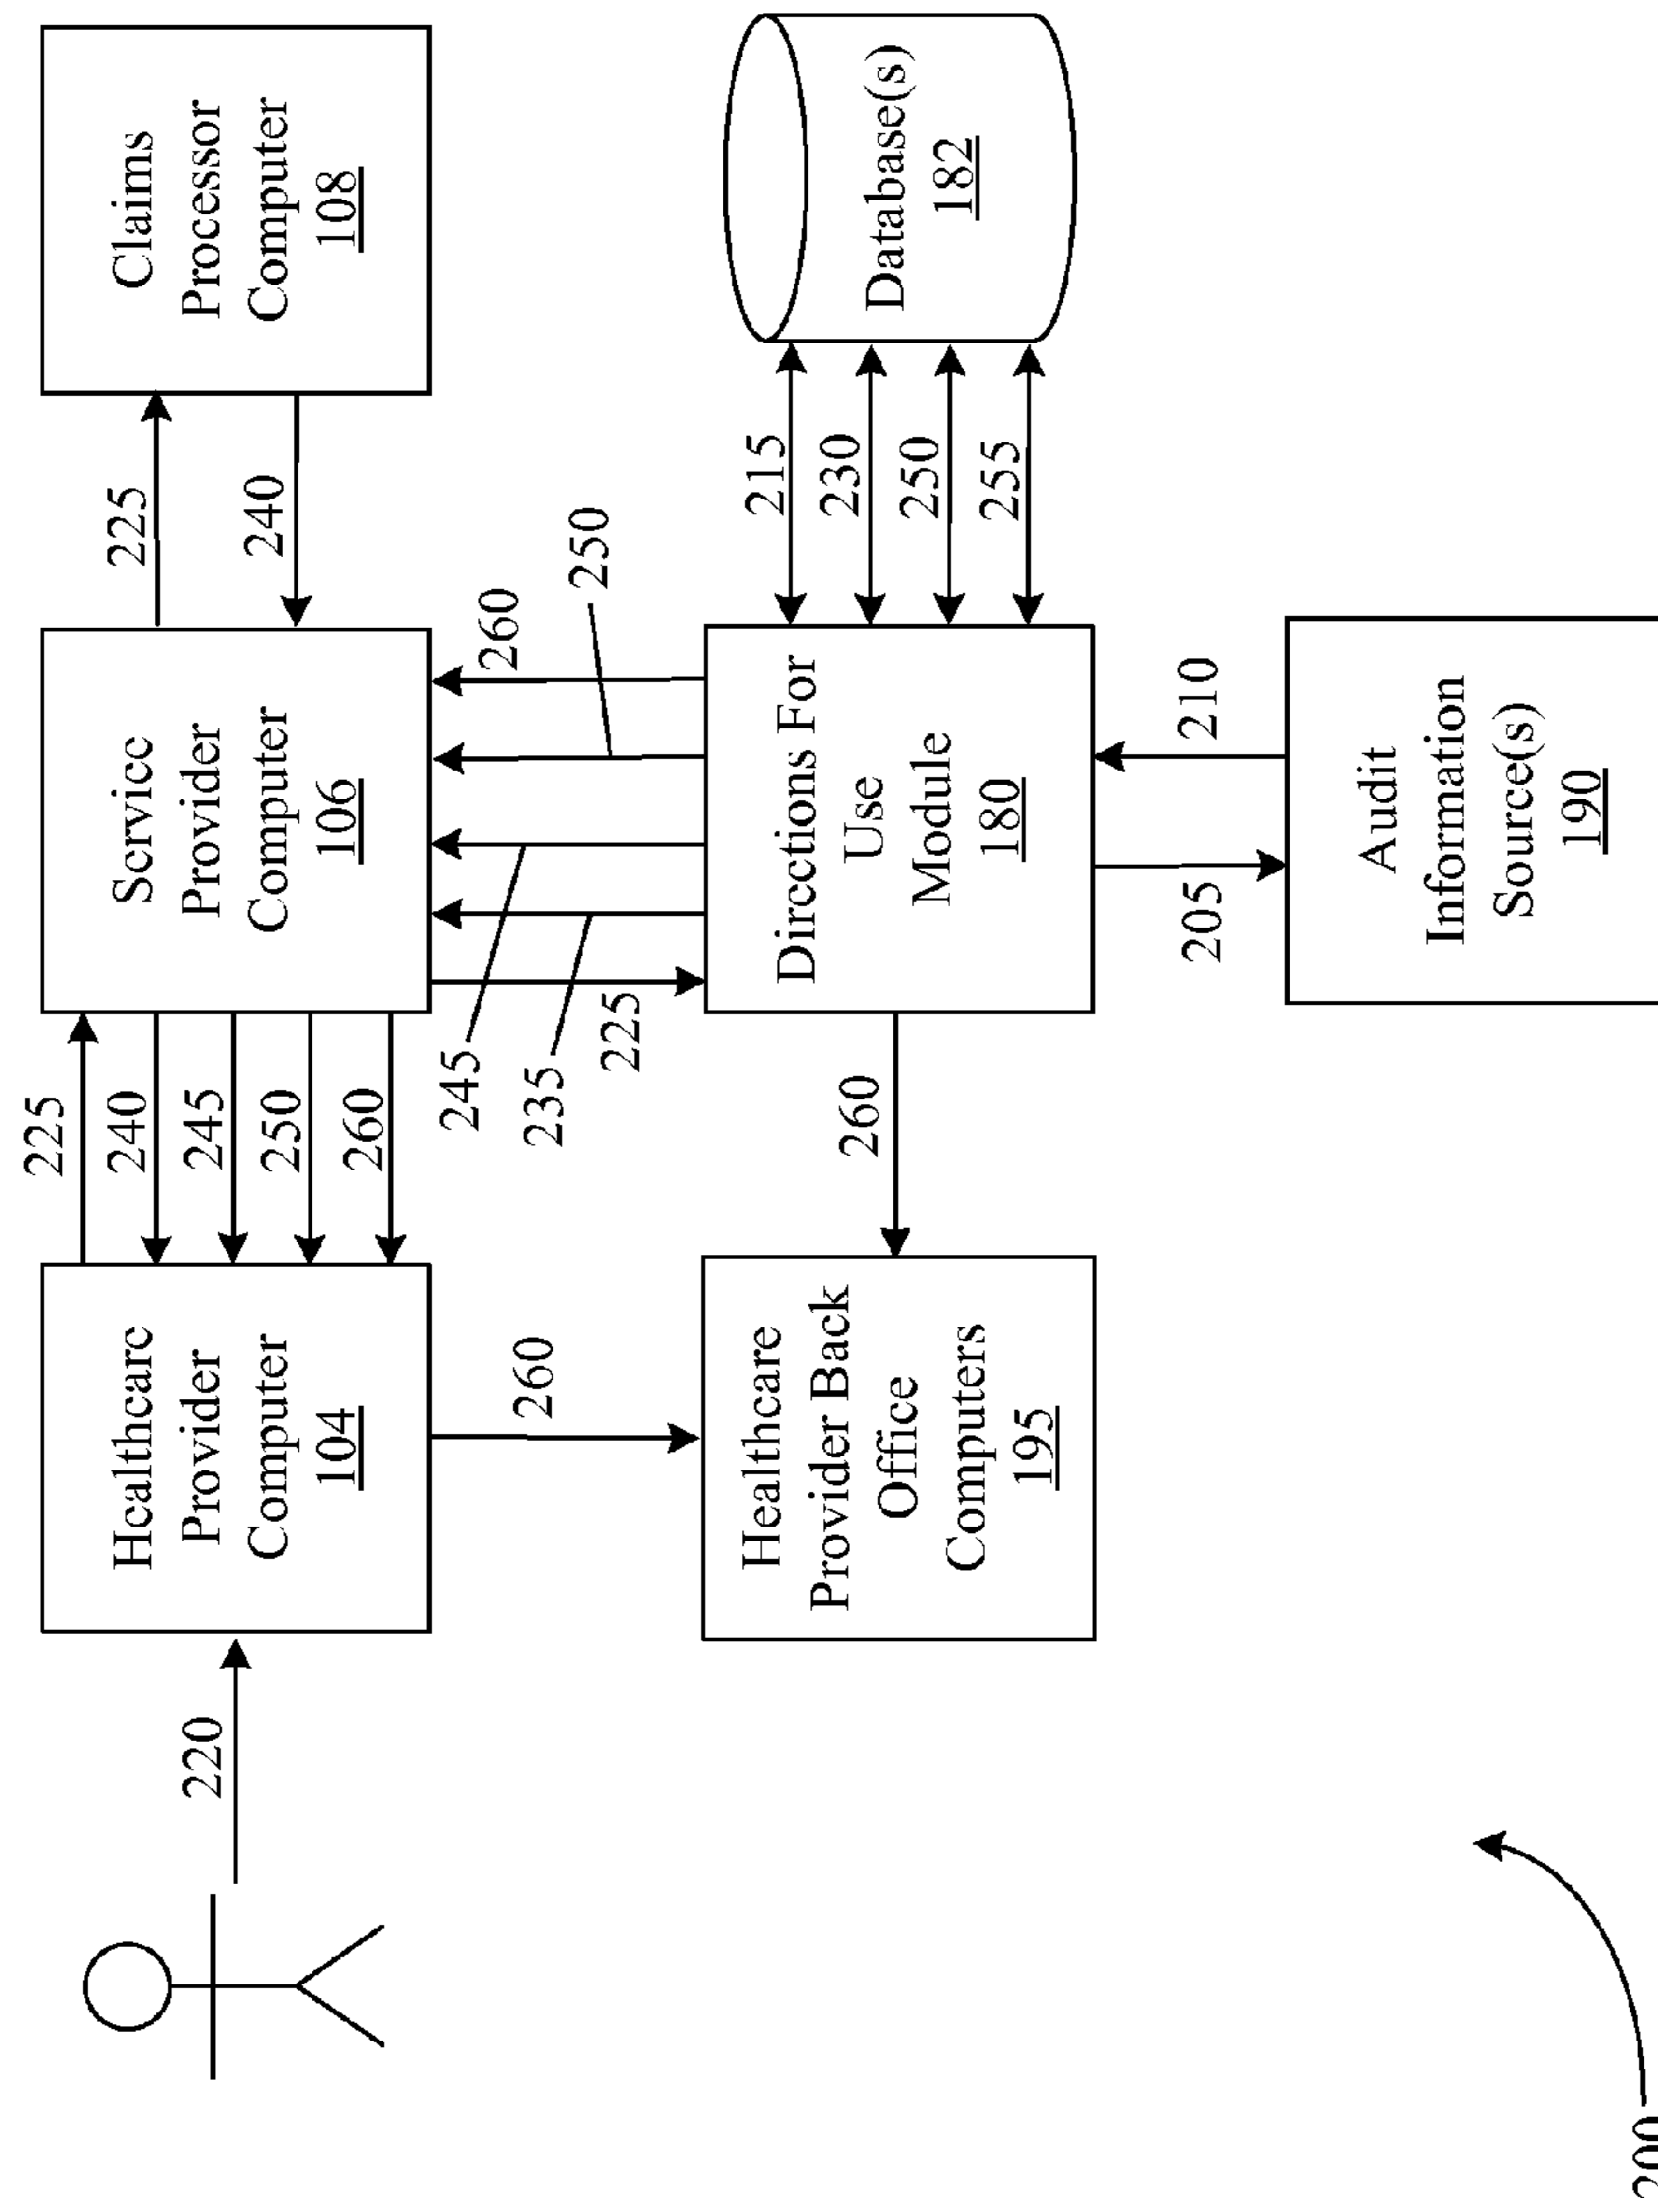 220
Healthcare
Provider
Computer
104
225
240
245
250
260
Service
Provider
Computer
106
225
240
Claims
Processor
Computer
108
260
245
235
225
260
250
Healthcare
Provider Back
Office
Computers
195
260
Directions For
Use
Module
180
215
230
250
255
Database(s)
182
205
210
Audit
Information
Source(s)
190
200